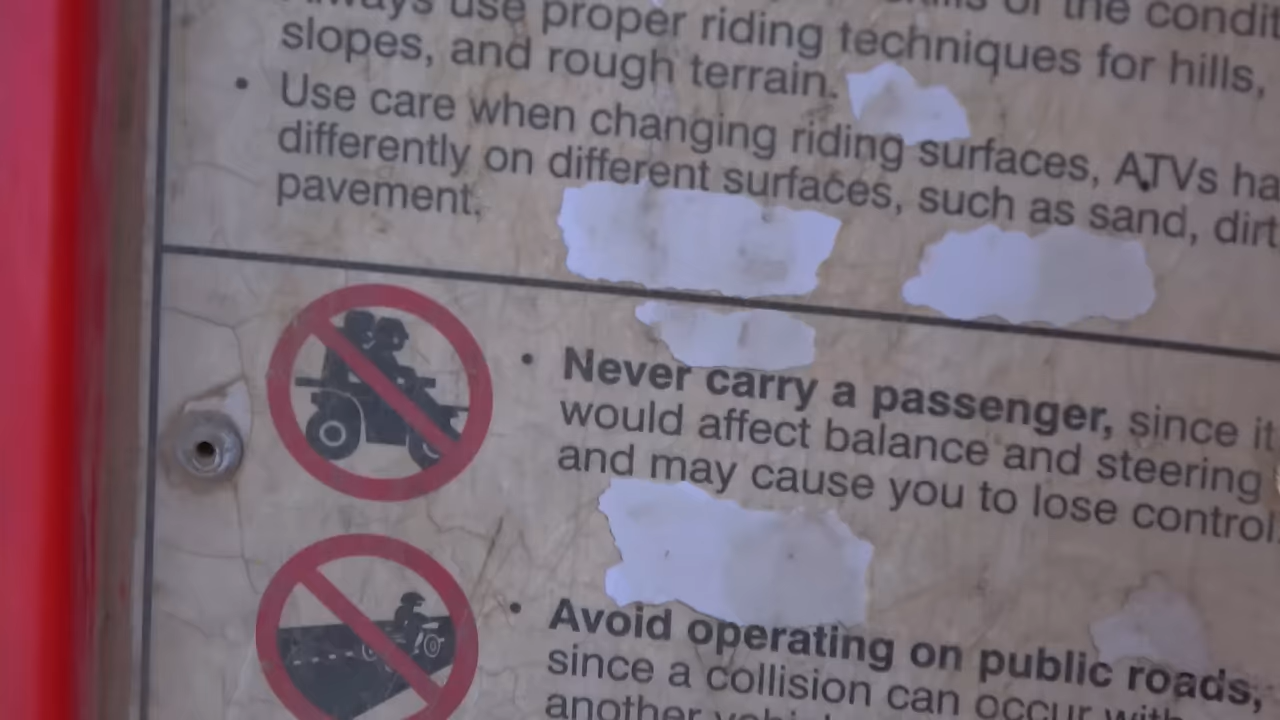 Always use proper riding techniques for hills,
slopes, and rough terrain.
• Use care when changing riding surfaces, ATVs
differently on different surfaces, such as sand, dirt
pavement.
• Never carry a passenger, since it
would affect balance and steering
and may cause you to lose control.
• Avoid operating on public roads,
since a collision can occur with
another